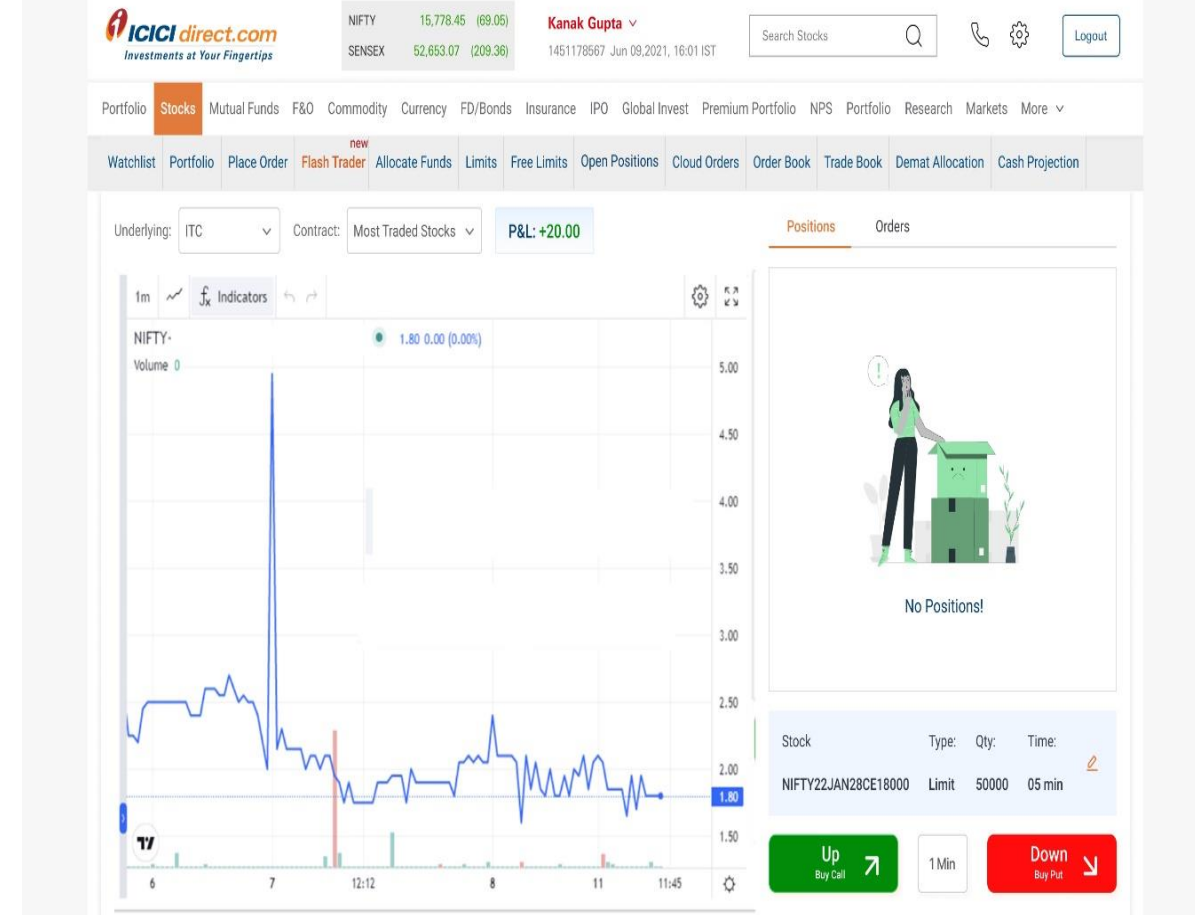 ICICI direct.com
Investments at Your Fingertips
NIFTY 15,778.45 (69.05)
SENSEX 52,653.07 (209.36)
Kanak Gupta
1451178567 Jun 09,2021, 16:01 IST
Search Stocks
Logout
Portfolio Stocks Mutual Funds F&O Commodity Currency FD/Bonds Insurance IPO Global Invest Premium Portfolio NPS Portfolio Research Markets More
new
Watchlist Portfolio Place Order Flash Trader Allocate Funds Limits Free Limits Open Positions Cloud Orders Order Book Trade Book Demat Allocation Cash Projection
Underlying: ITC Contract: Most Traded Stocks P&L: +20.00
Positions Orders
1m fx Indicators
NIFTY· 1.80 0.00 (0.00%)
Volume 0
5.00
4.50
4.00
3.50
3.00
2.50
2.00
1.80
1.50
6 7 12:12 8 11 11:45
!
No Positions!
Stock Type: Qty: Time:
NIFTY22JAN28CE18000 Limit 50000 05 min
Up
Buy Call
1 Min
Down
Buy Put